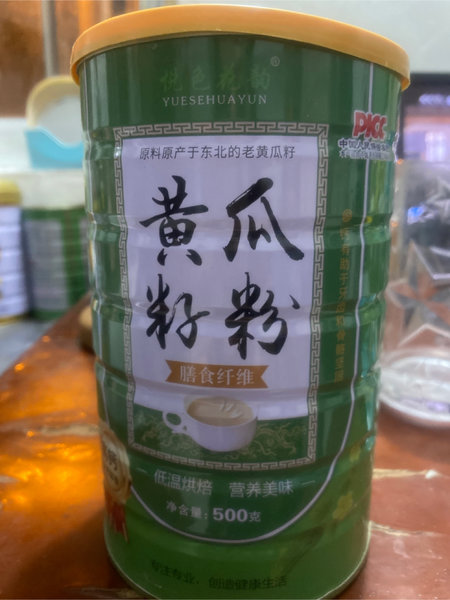 悦色花韵®
YUESEHUAYUN
PICC
原料原产于东北的老黄瓜籽
黄瓜
籽粉
膳食纤维
低温烘焙 营养美味
净含量:500克
专注专业,创造健康生活